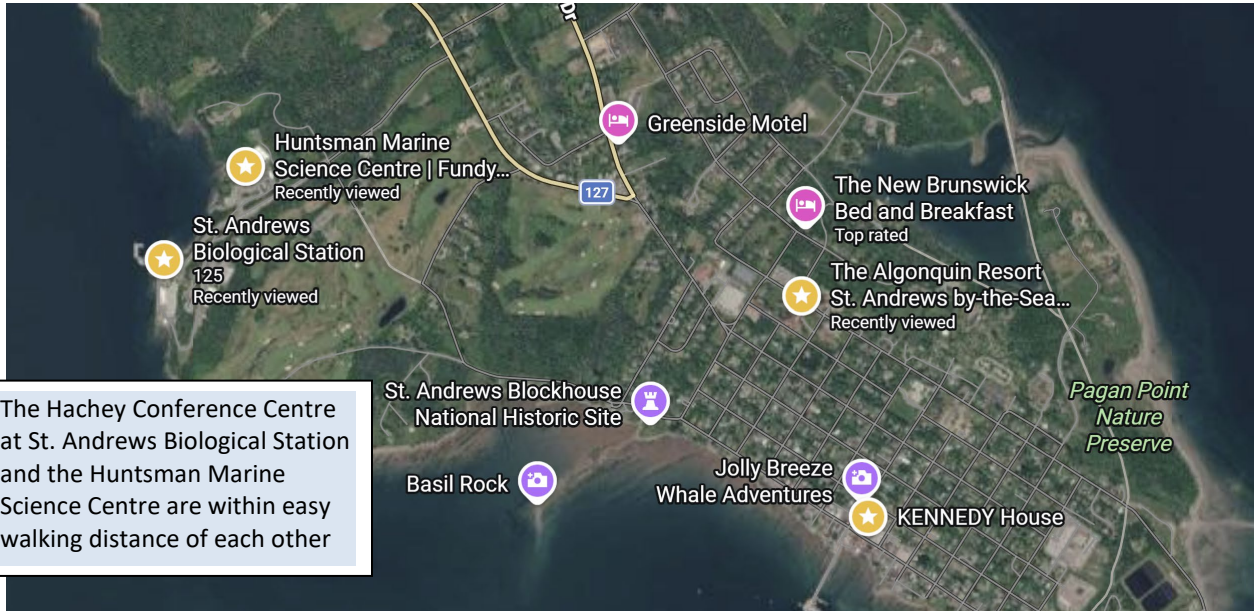 Dr
Greenside Motel
Huntsman Marine
Science Centre | Fundy...
Recently viewed
127
The New Brunswick
Bed and Breakfast
Top rated
St. Andrews
Biological Station
125
Recently viewed
The Algonquin Resort
St. Andrews by-the-Sea...
Recently viewed
St. Andrews Blockhouse
National Historic Site
Pagan Point
Nature
Preserve
The Hachey Conference Centre
at St. Andrews Biological Station
and the Huntsman Marine
Science Centre are within easy
walking distance of each other
Basil Rock
Jolly Breeze
Whale Adventures
KENNEDY House